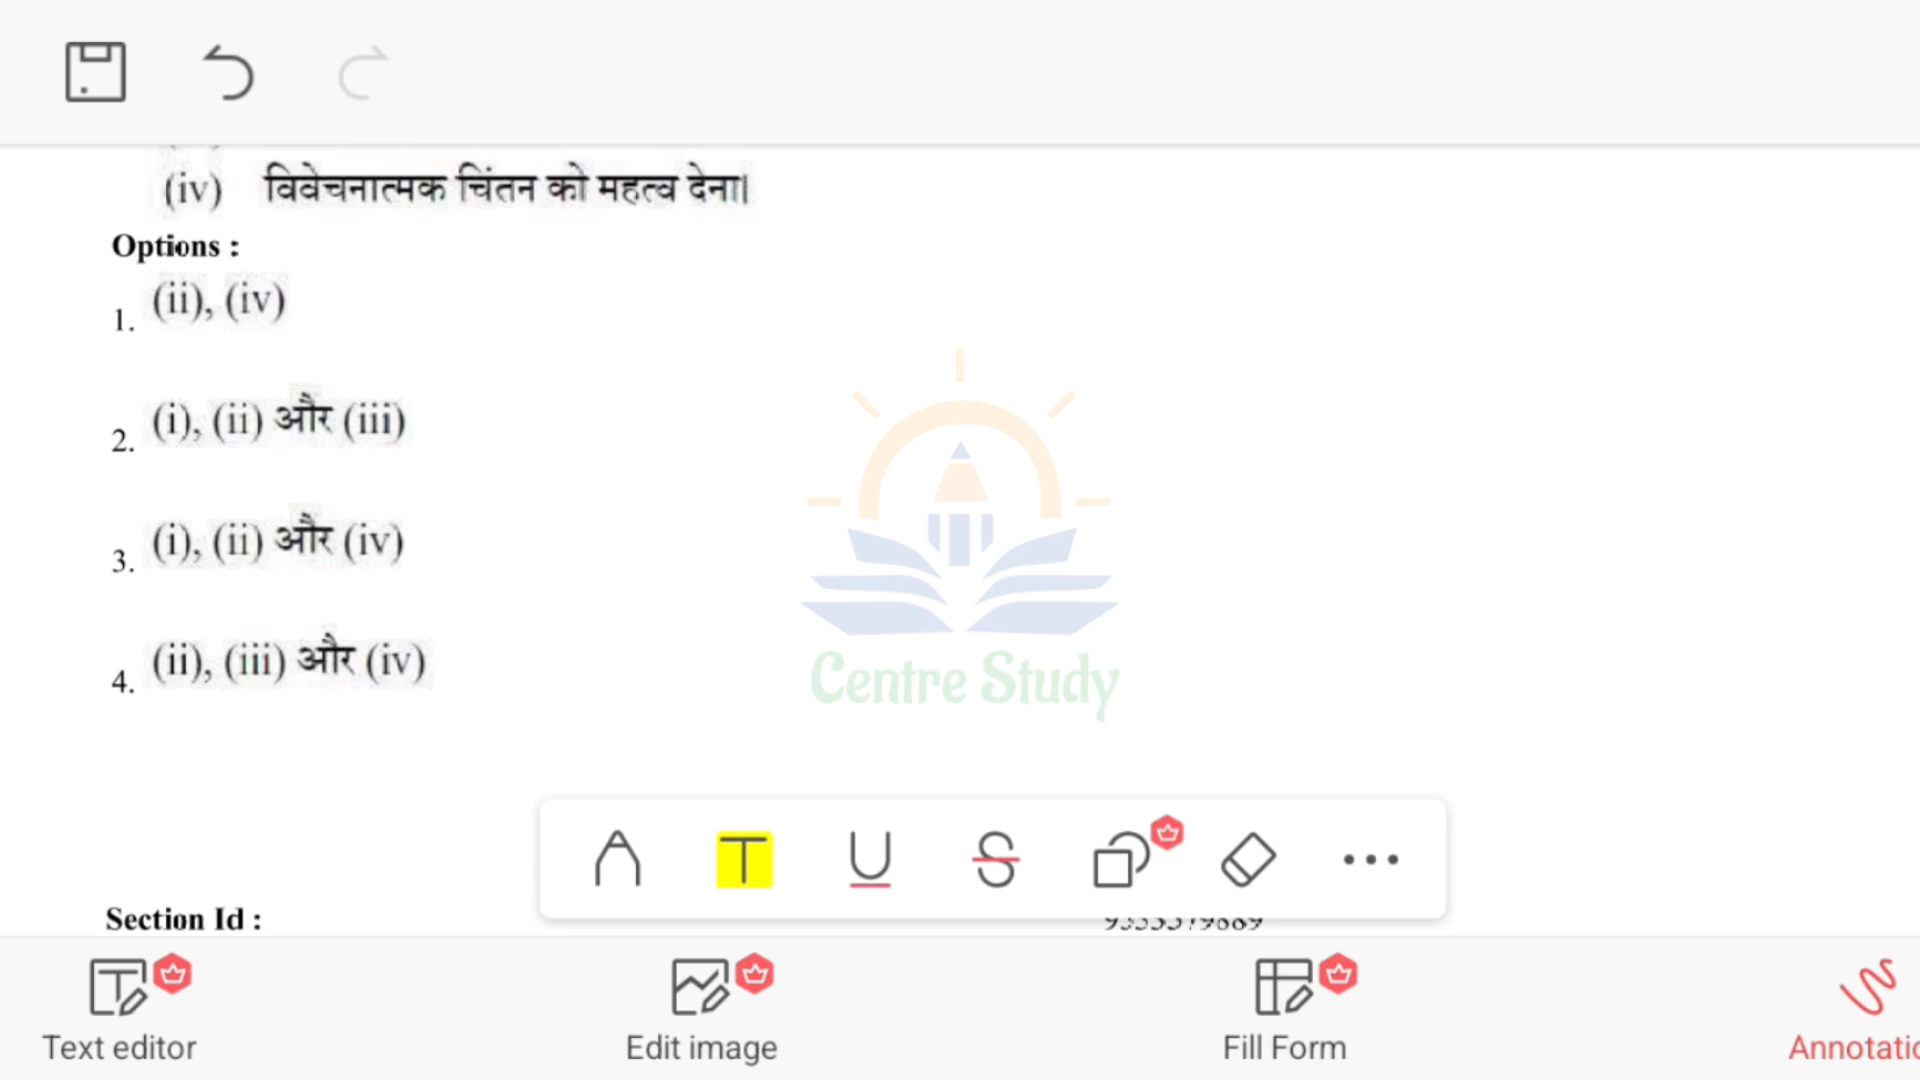 (iv) विवेचनात्मक चिंतन को महत्व देना।
Options :
1. (ii), (iv)
2. (i), (ii) और (iii)
3. (i), (ii) और (iv)
4. (ii), (iii) और (iv)
Centre Study
Section Id :
Text editor
Edit image
Fill Form
Annotatio